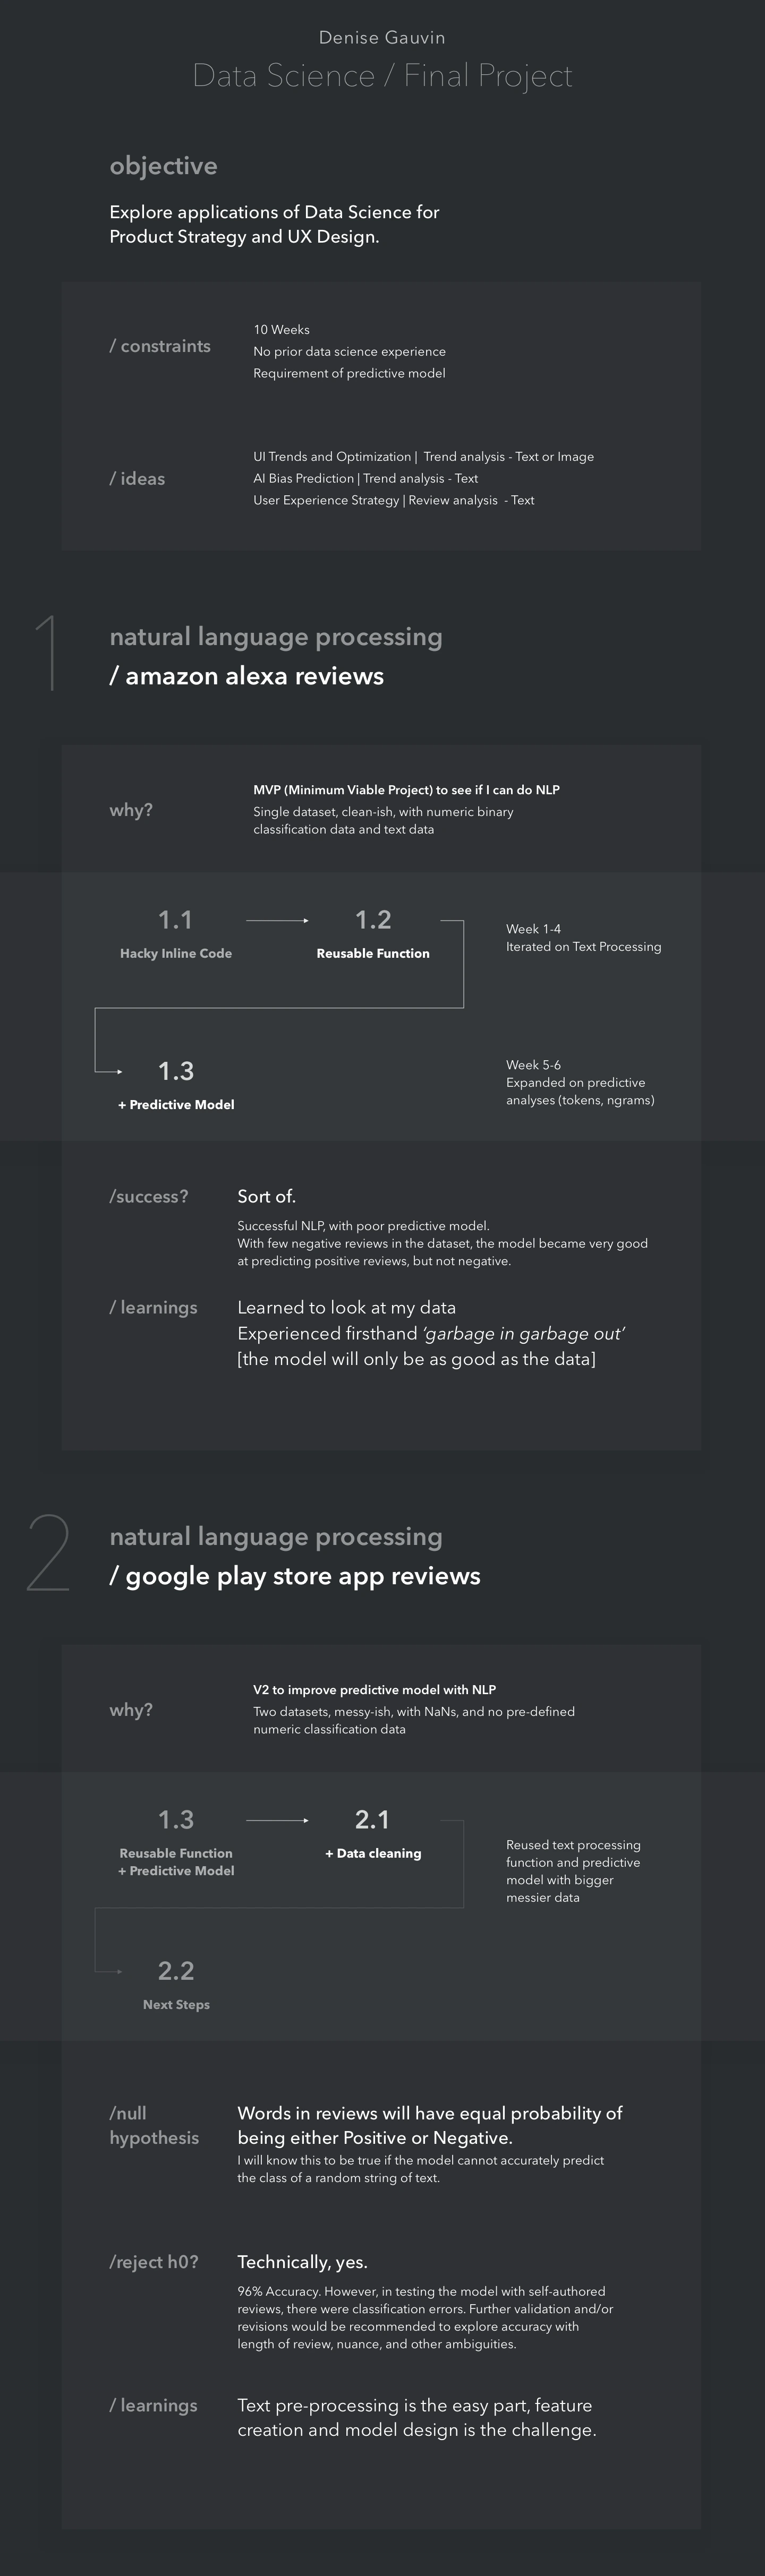 Denise Gauvin
Data Science / Final Project
objective
Explore applications of Data Science for
Product Strategy and UX Design.
/ constraints
10 Weeks
No prior data science experience
Requirement of predictive model
/ ideas
UI Trends and Optimization | Trend analysis - Text or Image
AI Bias Prediction | Trend analysis - Text
User Experience Strategy | Review analysis - Text
1
natural language processing
/ amazon alexa reviews
why?
MVP (Minimum Viable Project) to see if I can do NLP
Single dataset, clean-ish, with numeric binary
classification data and text data
1.1
Hacky Inline Code
1.2
Reusable Function
Week 1-4
Iterated on Text Processing
1.3
+ Predictive Model
Week 5-6
Expanded on predictive
analyses (tokens, ngrams)
/success?
Sort of.
Successful NLP, with poor predictive model.
With few negative reviews in the dataset, the model became very good
at predicting positive reviews, but not negative.
/ learnings
Learned to look at my data
Experienced firsthand ‘garbage in garbage out’
[the model will only be as good as the data]
2
natural language processing
/ google play store app reviews
why?
V2 to improve predictive model with NLP
Two datasets, messy-ish, with NaNs, and no pre-defined
numeric classification data
1.3
Reusable Function
+ Predictive Model
2.1
+ Data cleaning
Reused text processing
function and predictive
model with bigger
messier data
2.2
Next Steps
/null
hypothesis
Words in reviews will have equal probability of
being either Positive or Negative.
I will know this to be true if the model cannot accurately predict
the class of a random string of text.
/reject h0?
Technically, yes.
96% Accuracy. However, in testing the model with self-authored
reviews, there were classification errors. Further validation and/or
revisions would be recommended to explore accuracy with
length of review, nuance, and other ambiguities.
/ learnings
Text pre-processing is the easy part, feature
creation and model design is the challenge.